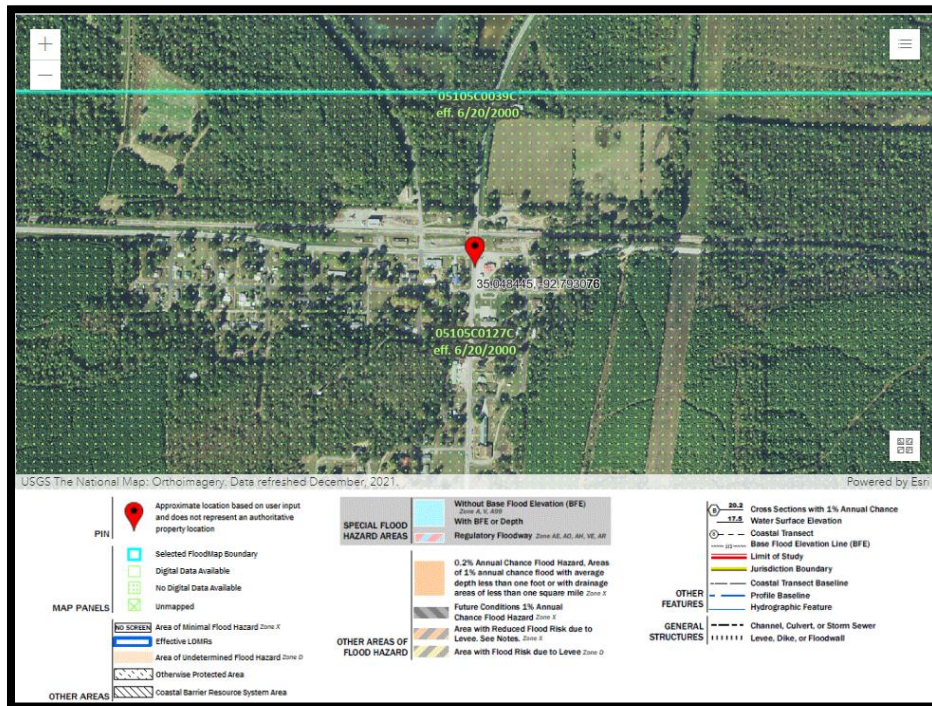 05105C0039C
eff. 6/20/2000
35.048445, -92.793076
05105C0127C
eff. 6/20/2000
USGS The National Map: Orthoimagery. Data refreshed December, 2021.
Powered by Esri
PIN
Approximate location based on user input
and does not represent an authoritative
property location
MAP PANELS
Selected FloodMap Boundary
Digital Data Available
No Digital Data Available
Unmapped
OTHER AREAS
NO SCREEN Area of Minimal Flood Hazard Zone X
Effective LOMRs
Area of Undetermined Flood Hazard Zone D
Otherwise Protected Area
Coastal Barrier Resource System Area
SPECIAL FLOOD
HAZARD AREAS
Without Base Flood Elevation (BFE)
Zone A, V, A99
With BFE or Depth
Regulatory Floodway Zone AE, AO, AH, VE, AR
OTHER AREAS OF
FLOOD HAZARD
0.2% Annual Chance Flood Hazard, Areas
of 1% annual chance flood with average
depth less than one foot or with drainage
areas of less than one square mile Zone X
Future Conditions 1% Annual
Chance Flood Hazard Zone X
Area with Reduced Flood Risk due to
Levee. See Notes. Zone X
Area with Flood Risk due to Levee Zone D
OTHER
FEATURES
B 20.2 Cross Sections with 1% Annual Chance
17.5 Water Surface Elevation
8 Coastal Transect
513 Base Flood Elevation Line (BFE)
Limit of Study
Jurisdiction Boundary
Coastal Transect Baseline
Profile Baseline
Hydrographic Feature
GENERAL
STRUCTURES
Channel, Culvert, or Storm Sewer
Levee, Dike, or Floodwall